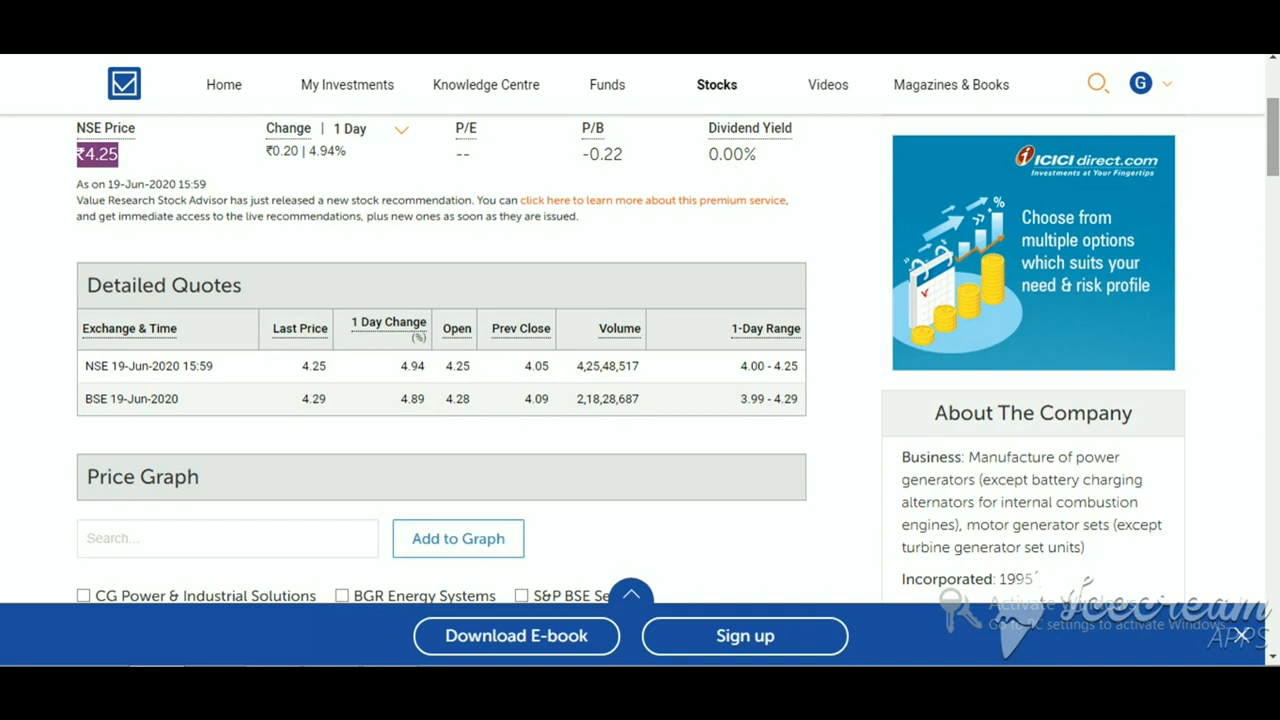 Home My Investments Knowledge Centre Funds Stocks Videos Magazines & Books G
NSE Price Change | 1 Day P/E P/B Dividend Yield
₹4.25 ₹0.20 | 4.94% -- -0.22 0.00%
As on 19-Jun-2020 15:59
Value Research Stock Advisor has just released a new stock recommendation. You can click here to learn more about this premium service,
and get immediate access to the live recommendations, plus new ones as soon as they are issued.
Detailed Quotes
Exchange & Time Last Price 1 Day Change (%) Open Prev Close Volume 1-Day Range
NSE 19-Jun-2020 15:59 4.25 4.94 4.25 4.05 4,25,48,517 4.00 - 4.25
BSE 19-Jun-2020 4.29 4.89 4.28 4.09 2,18,28,687 3.99 - 4.29
Price Graph
Search... Add to Graph
CG Power & Industrial Solutions BGR Energy Systems S&P BSE Se
ICICI direct.com
Investments at Your Fingertips
%
Choose from
multiple options
which suits your
need & risk profile
About The Company
Business: Manufacture of power
generators (except battery charging
alternators for internal combustion
engines), motor generator sets (except
turbine generator set units)
Incorporated: 1995
Activate Windows
Go to PC settings to activate Windows.
Icecream
APPS
Download E-book Sign up